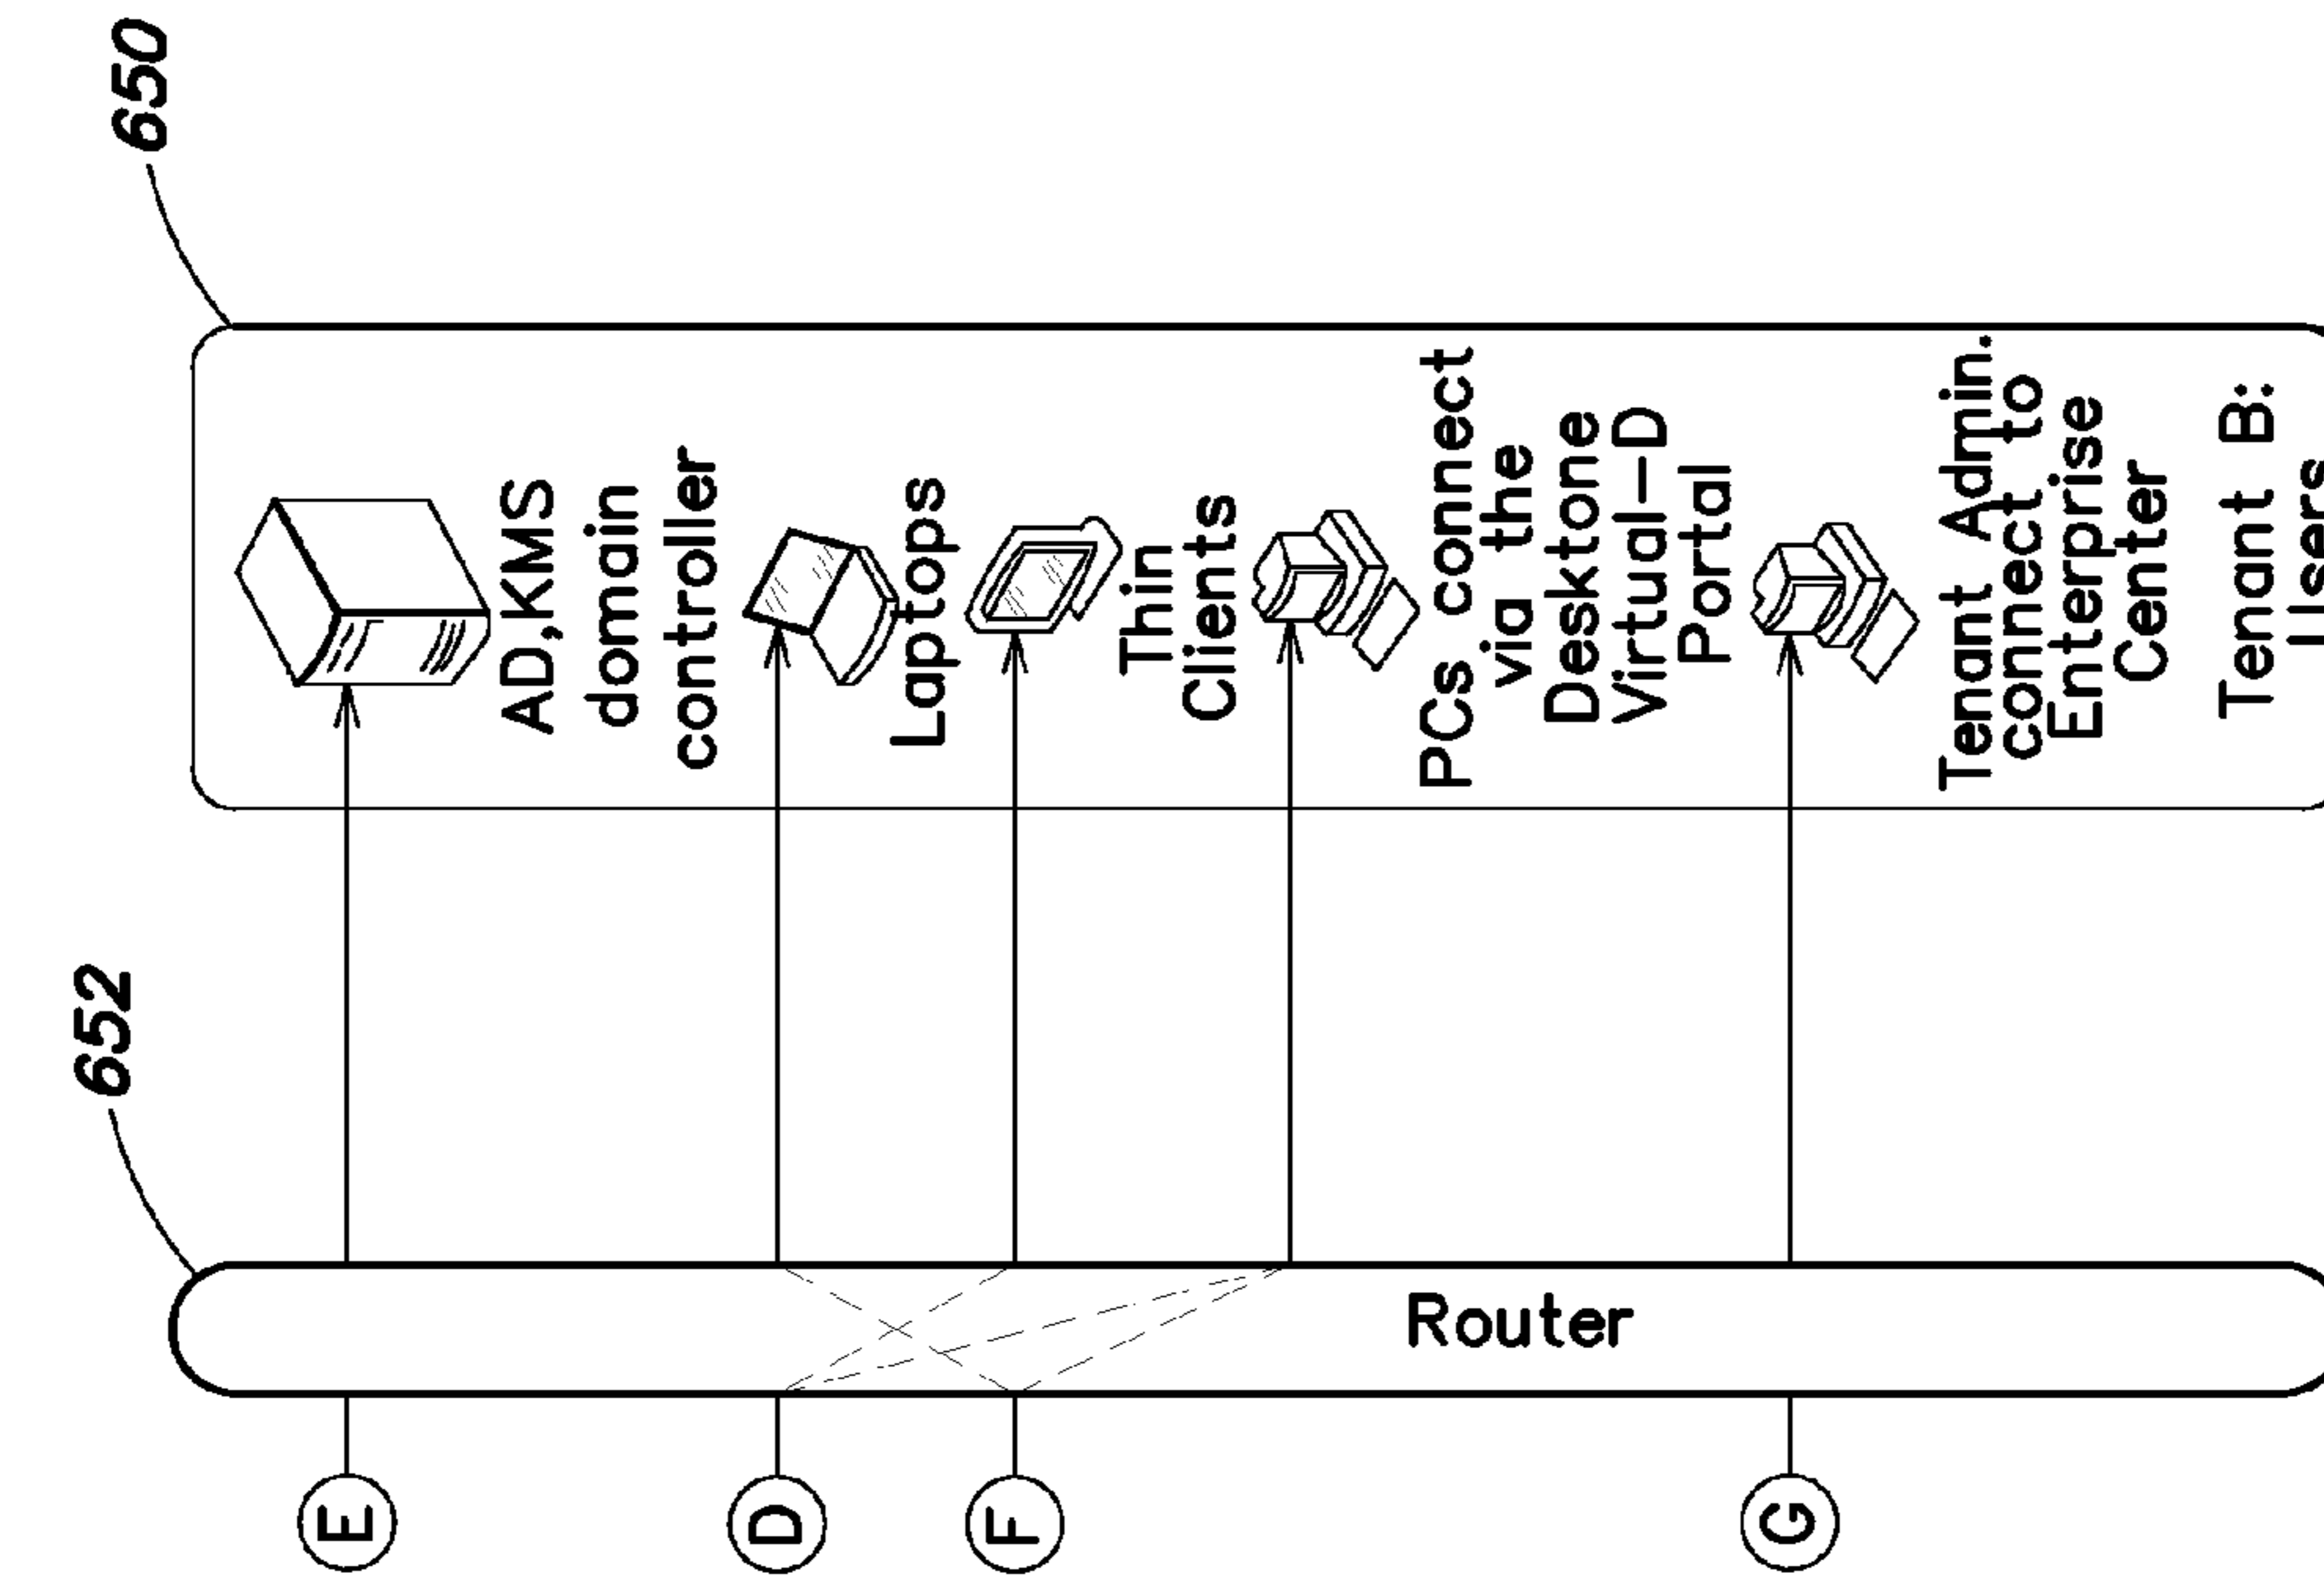 650
AD,KMS
domain
controller
Laptops
Thin
Clients
PCs connect
via the
Desktone
Virtual-D
Portal
Tenant Admin.
connect to
Enterprise
Center
Tenant B:
Users
652
Router
E
D
F
G